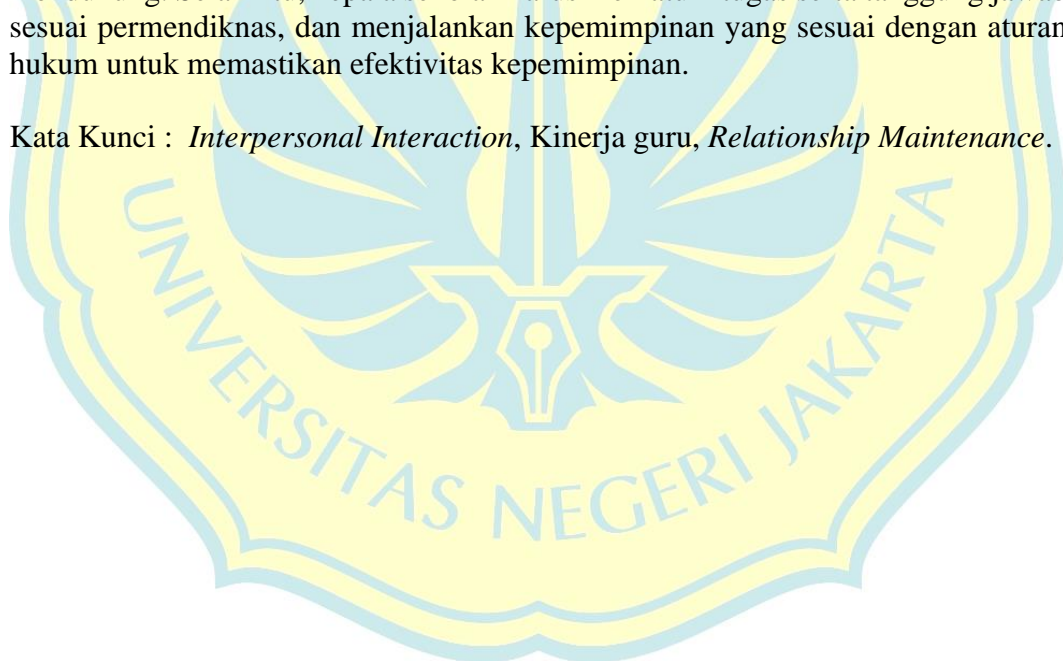 sesuai permendiknas, dan menjalankan kepemimpinan yang sesuai dengan aturan
hukum untuk memastikan efektivitas kepemimpinan.
Kata Kunci : Interpersonal Interaction, Kinerja guru, Relationship Maintenance.
UNIVERSITAS NEGERI JAKARTA